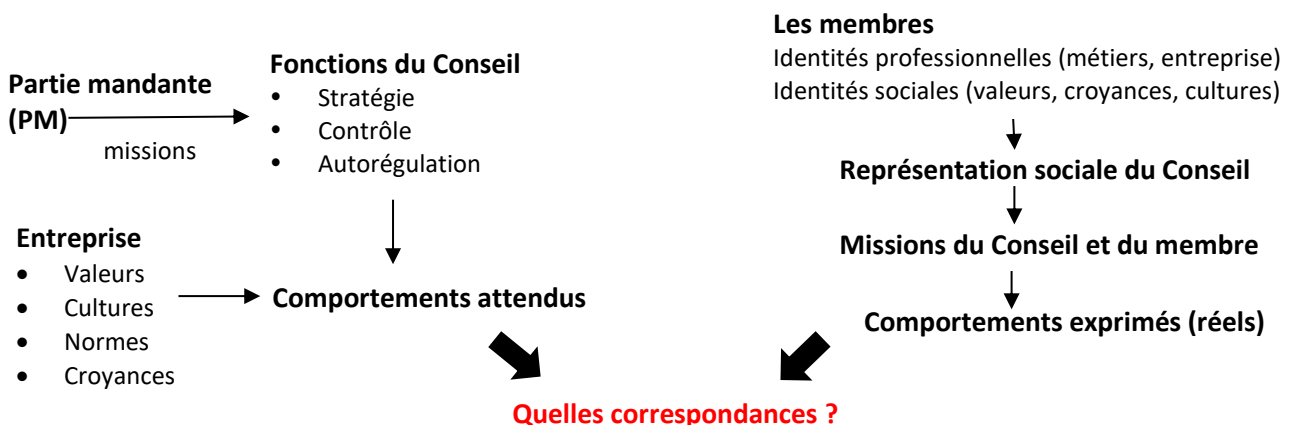 Partie mandante
(PM)
missions
Fonctions du Conseil
• Stratégie
• Contrôle
• Autorégulation
Entreprise
• Valeurs
• Cultures
• Normes
• Croyances
Comportements attendus
Les membres
Identités professionnelles (métiers, entreprise)
Identités sociales (valeurs, croyances, cultures)
Représentation sociale du Conseil
Missions du Conseil et du membre
Comportements exprimés (réels)
Quelles correspondances ?